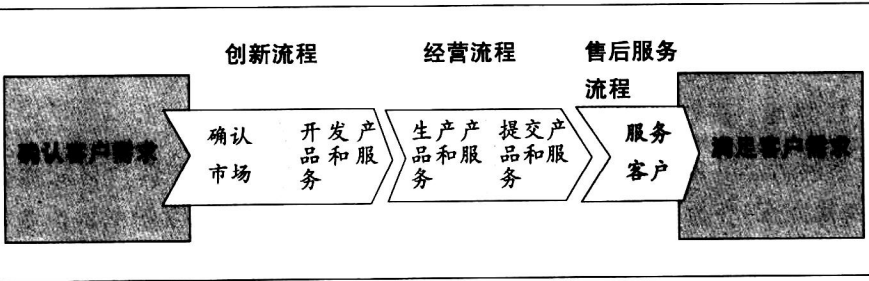 创新流程
经营流程
售后服务
流程
确认客户需求
确认
市场
开发产
品和服
务
生产产
品和服
务
提交产
品和服
务
服务
客户
满足客户需求